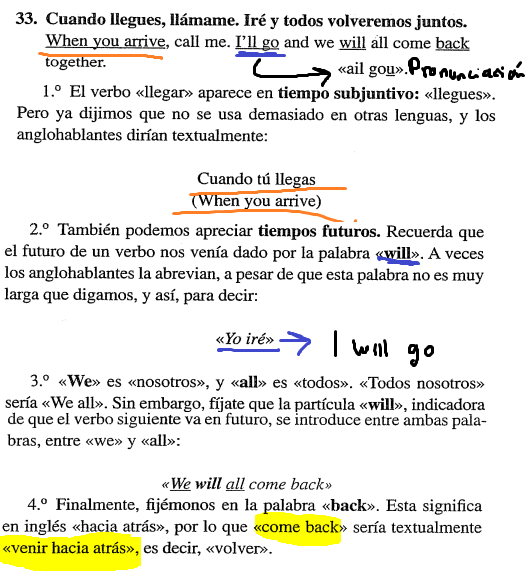 33. Cuando llegues, llámame. Iré y todos volveremos juntos.
When you arrive, call me. I’ll go and we will all come back
together.
«ail gou». Pronunciación
1.º El verbo «llegar» aparece en tiempo subjuntivo: «llegues».
Pero ya dijimos que no se usa demasiado en otras lenguas, y los
anglohablantes dirían textualmente:
Cuando tú llegas
(When you arrive)
2.º También podemos apreciar tiempos futuros. Recuerda que
el futuro de un verbo nos venía dado por la palabra «will». A veces
los anglohablantes la abrevian, a pesar de que esta palabra no es muy
larga que digamos, y así, para decir:
«Yo iré» I will go
3.º «We» es «nosotros», y «all» es «todos». «Todos nosotros»
sería «We all». Sin embargo, fíjate que la partícula «will», indicadora
de que el verbo siguiente va en futuro, se introduce entre ambas pala-
bras, entre «we» y «all»:
«We will all come back»
4.º Finalmente, fijémonos en la palabra «back». Esta significa
en inglés «hacia atrás», por lo que «come back» sería textualmente
«venir hacia atrás», es decir, «volver».